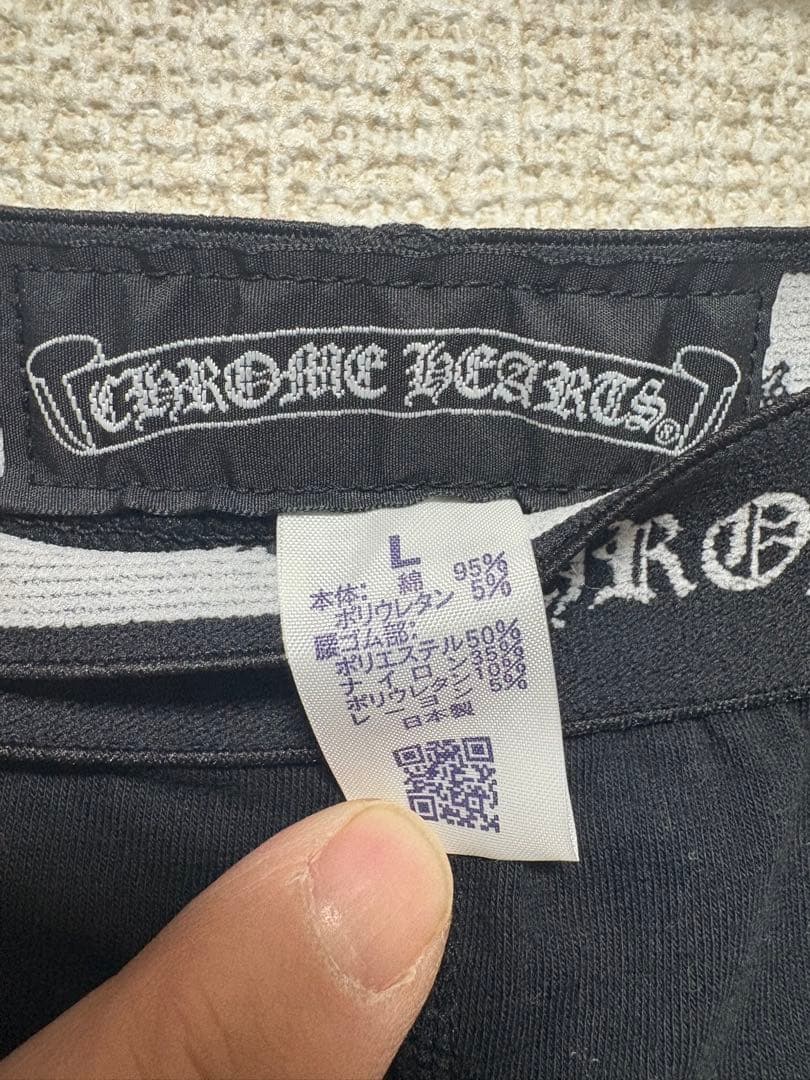 CHROME HEARTS®
HRO
L
本体: 綿 95%
ポリウレタン 5%
腰ゴム部:
ポリエステル 50%
ナイロン 35%
ポリウレタン 10%
レーヨン 5%
日本製